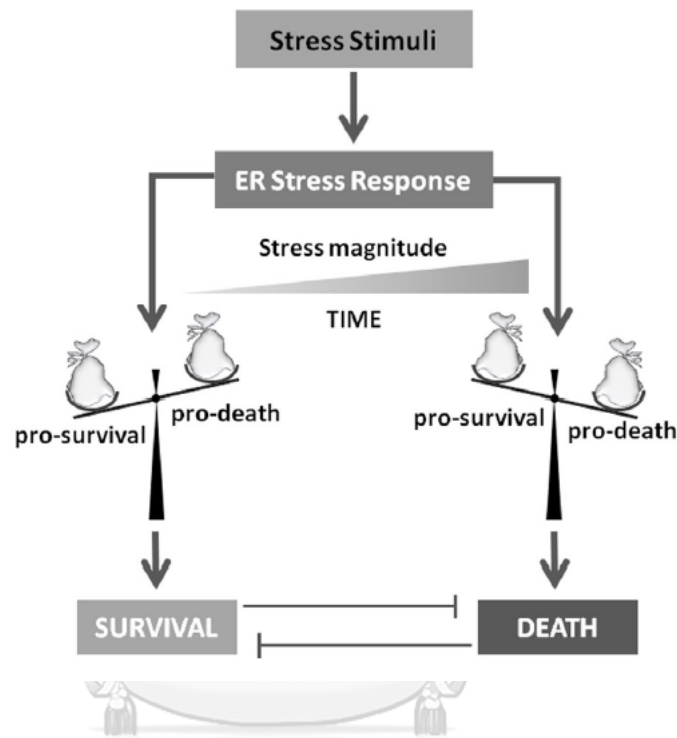 Stress Stimuli
ER Stress Response
Stress magnitude
TIME
pro-survival
pro-death
pro-survival
pro-death
SURVIVAL
DEATH